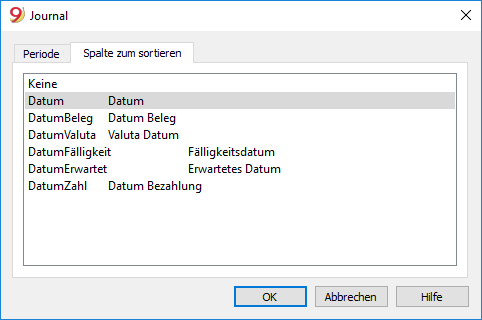 9 Journal
Periode
Spalte zum sortieren
Keine
Datum Datum
DatumBeleg Datum Beleg
DatumValuta Valuta Datum
DatumFälligkeit Fälligkeitsdatum
DatumErwartet Erwartetes Datum
DatumZahl Datum Bezahlung
OK Abbrechen Hilfe